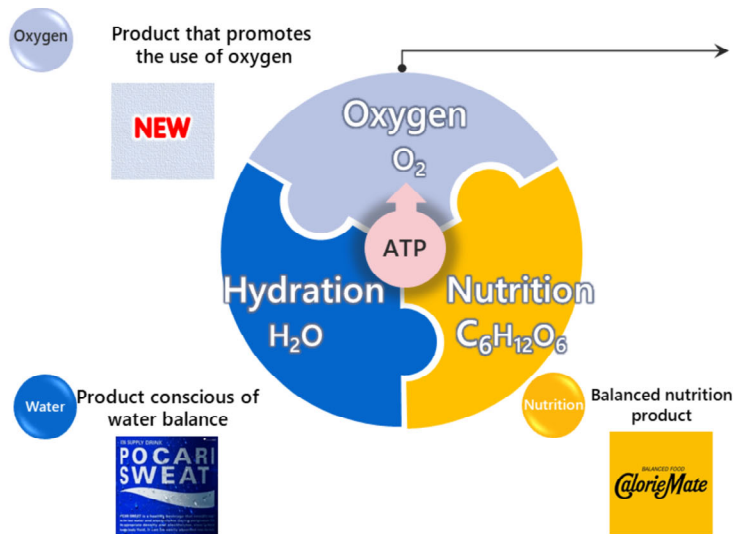 Oxygen
Product that promotes
the use of oxygen
NEW
Oxygen
O₂
ATP
Hydration
H₂O
Nutrition
C₆H₁₂O₆
Water
Product conscious of
water balance
ION SUPPLY DRINK
POCARI
SWEAT
Nutrition
Balanced nutrition
product
BALANCED FOOD
CalorieMate